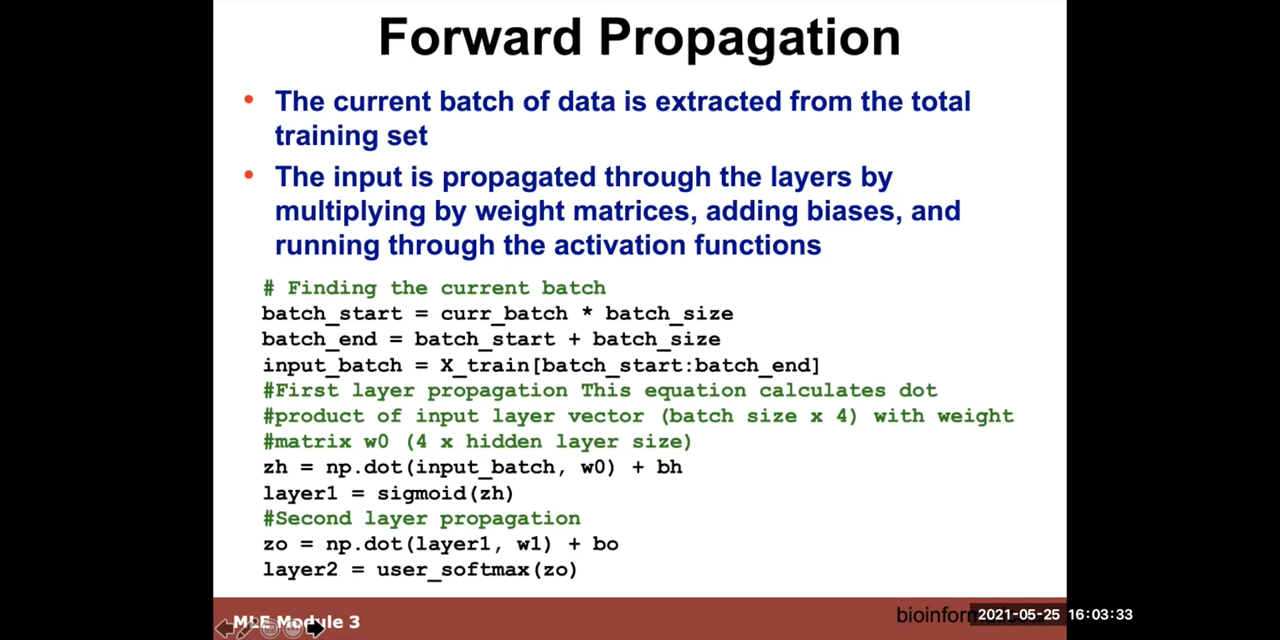 Forward Propagation
• The current batch of data is extracted from the total
training set
• The input is propagated through the layers by
multiplying by weight matrices, adding biases, and
running through the activation functions
# Finding the current batch
batch_start = curr_batch * batch_size
batch_end = batch_start + batch_size
input_batch = X_train[batch_start:batch_end]
#First layer propagation This equation calculates dot
#product of input layer vector (batch size x 4) with weight
#matrix w0 (4 x hidden layer size)
zh = np.dot(input_batch, w0) + bh
layer1 = sigmoid(zh)
#Second layer propagation
zo = np.dot(layer1, w1) + bo
layer2 = user_softmax(zo)
MLE Module 3
2021-05-25 16:03:33